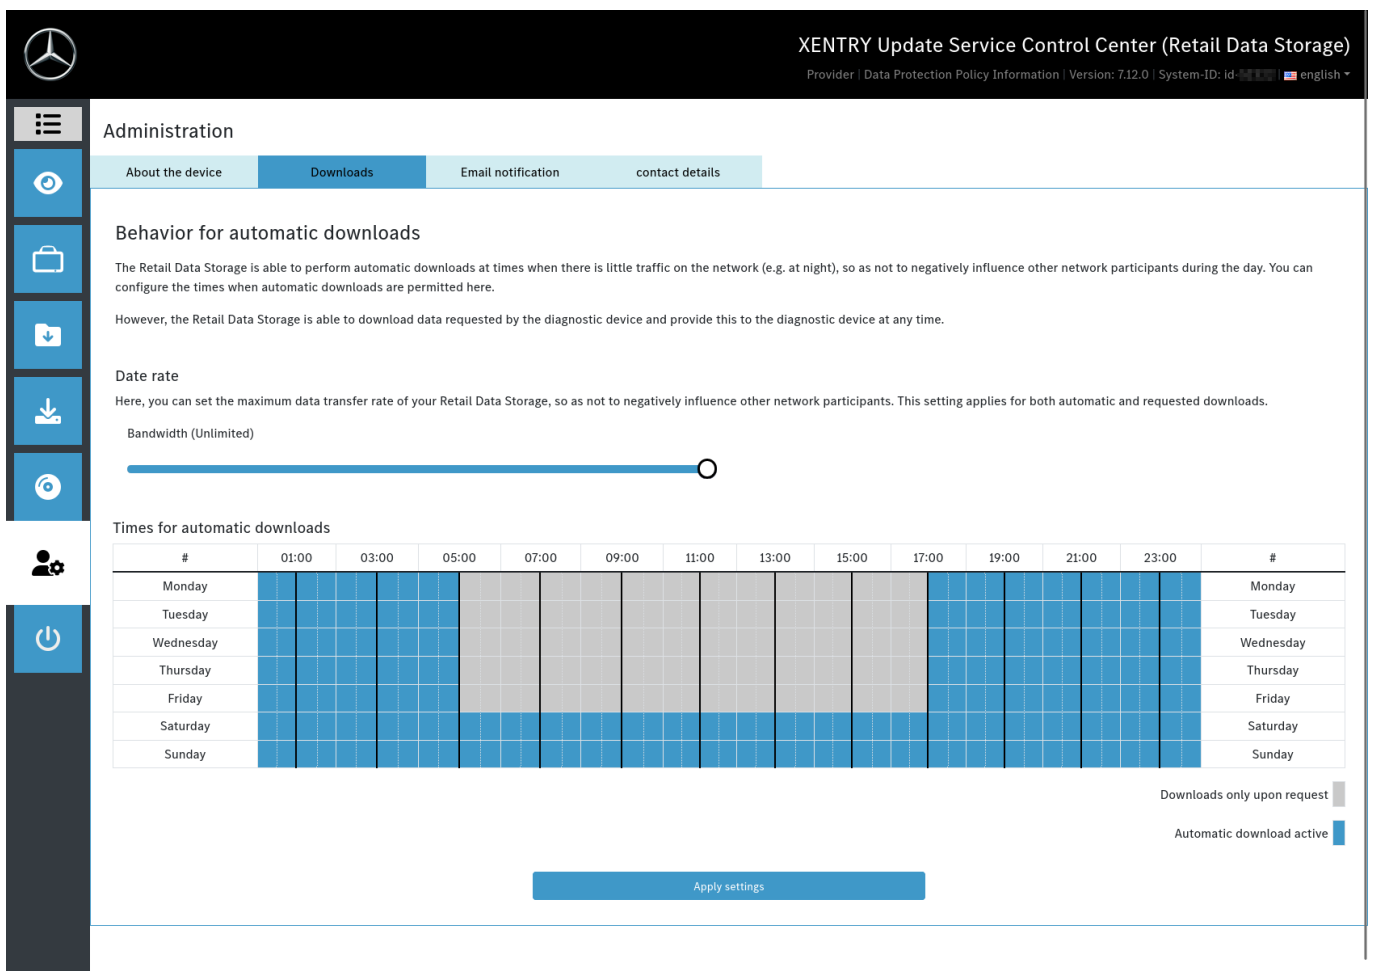 XENTRY Update Service Control Center (Retail Data Storage)
Provider | Data Protection Policy Information | Version: 7.12.0 | System-ID: id- | english
Administration
About the device
Downloads
Email notification
contact details
Behavior for automatic downloads
The Retail Data Storage is able to perform automatic downloads at times when there is little traffic on the network (e.g. at night), so as not to negatively influence other network participants during the day. You can
configure the times when automatic downloads are permitted here.
However, the Retail Data Storage is able to download data requested by the diagnostic device and provide this to the diagnostic device at any time.
Date rate
Here, you can set the maximum data transfer rate of your Retail Data Storage, so as not to negatively influence other network participants. This setting applies for both automatic and requested downloads.
Bandwidth (Unlimited)
Times for automatic downloads
# 01:00 03:00 05:00 07:00 09:00 11:00 13:00 15:00 17:00 19:00 21:00 23:00 #
Monday Monday
Tuesday Tuesday
Wednesday Wednesday
Thursday Thursday
Friday Friday
Saturday Saturday
Sunday Sunday
Downloads only upon request
Automatic download active
Apply settings